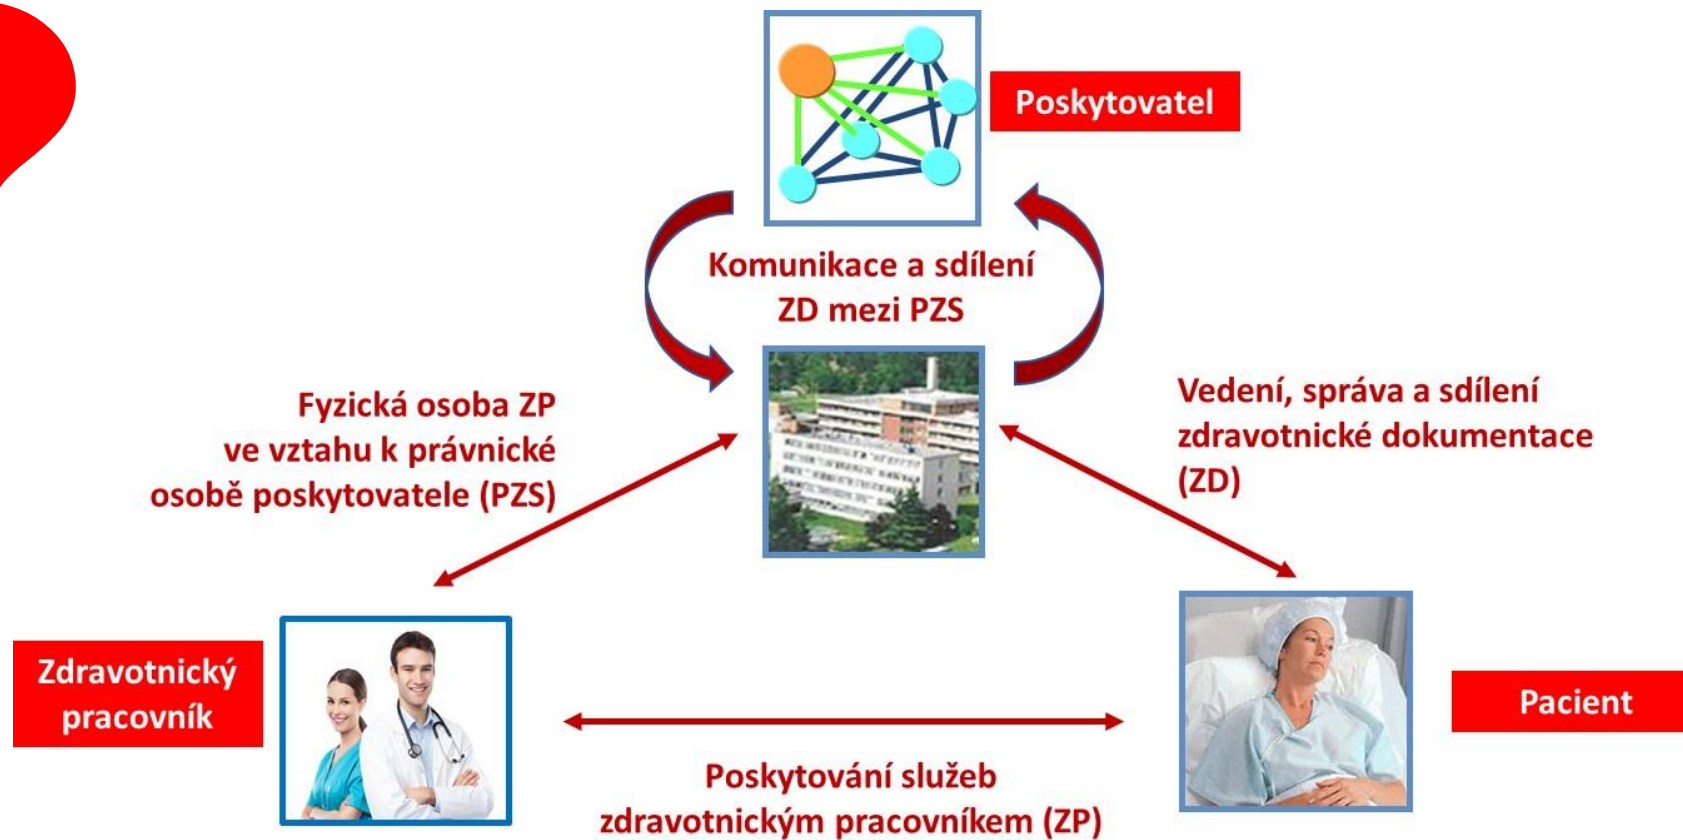 Poskytovatel
Komunikace a sdílení
ZD mezi PZS
Fyzická osoba ZP
ve vztahu k právnické
osobě poskytovatele (PZS)
Vedení, správa a sdílení
zdravotnické dokumentace
(ZD)
Zdravotnický
pracovník
Pacient
Poskytování služeb
zdravotnickým pracovníkem (ZP)